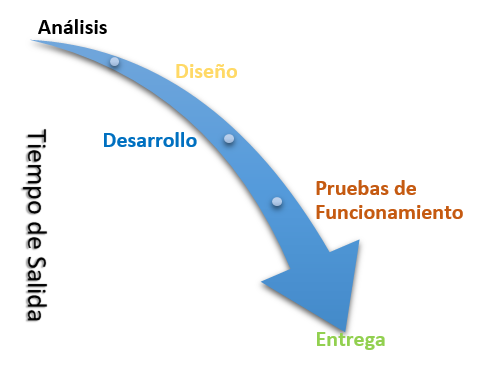 Análisis
Diseño
Desarrollo
Tiempo de Salida
Pruebas de
Funcionamiento
Entrega